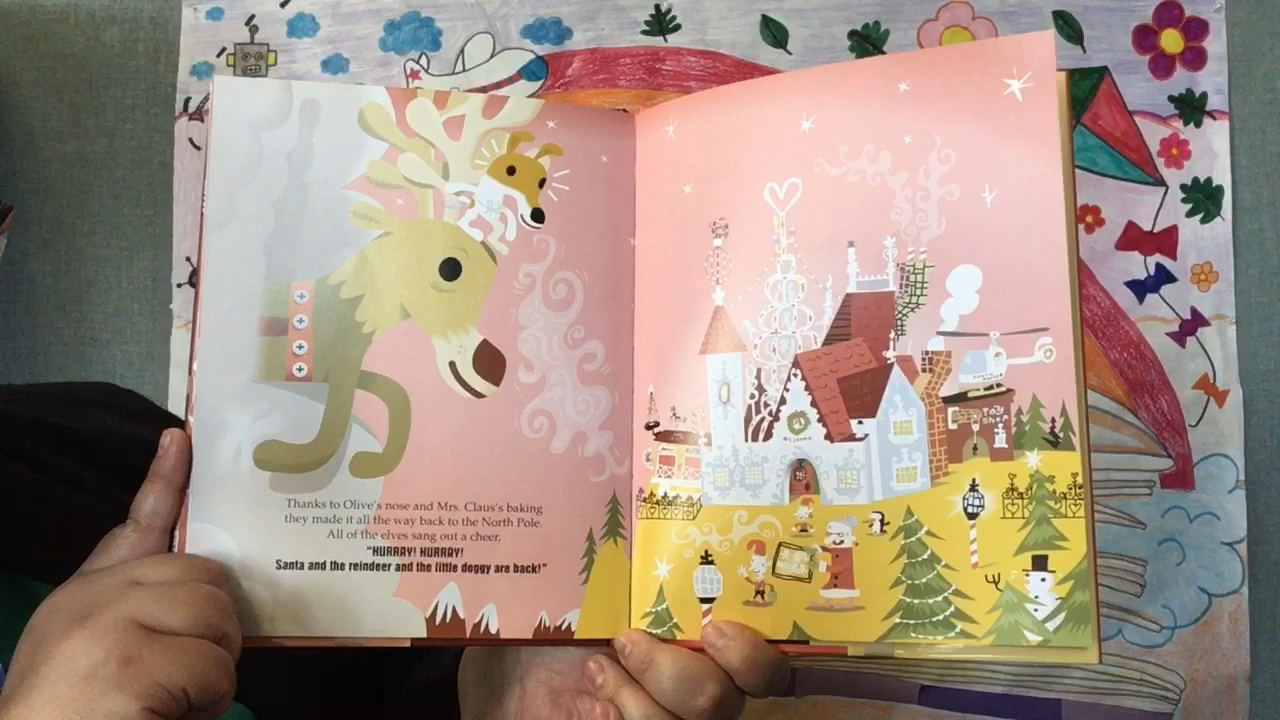 Thanks to Olive's nose and Mrs. Claus's baking
they made it all the way back to the North Pole.
All of the elves sang out a cheer,
"HURRAY! HURRAY!
Santa and the reindeer and the little doggy are back!"
TOY
SHOP